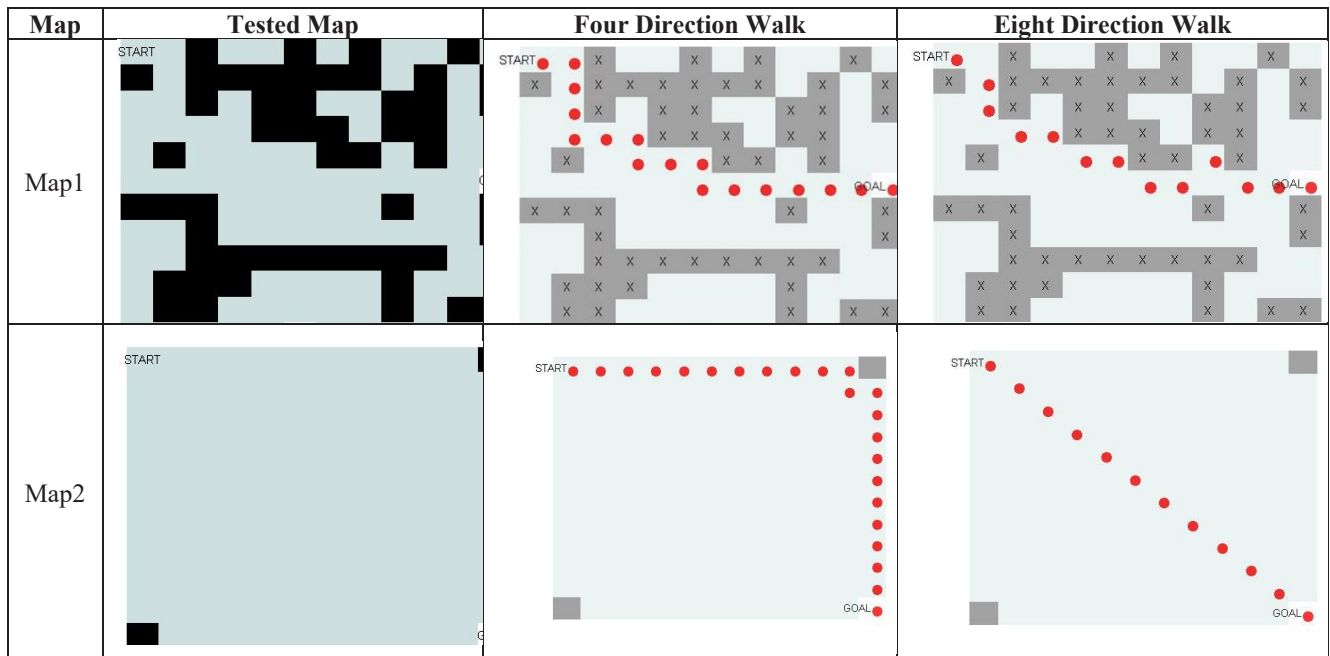 Map Tested Map Four Direction Walk Eight Direction Walk
Map1
START
START X X X X
X X X X X X X X
X X X X X
X X X X X
X X X X
GOAL
X X X X X
X X
X X X X X X X X
X X X X
X X X X X
START X X X X
X X X X X X X X
X X X X X
X X X X X
X X X X
GOAL
X X X X X
X X
X X X X X X X X
X X X X
X X X X X
Map2
START
START
GOAL
START
GOAL